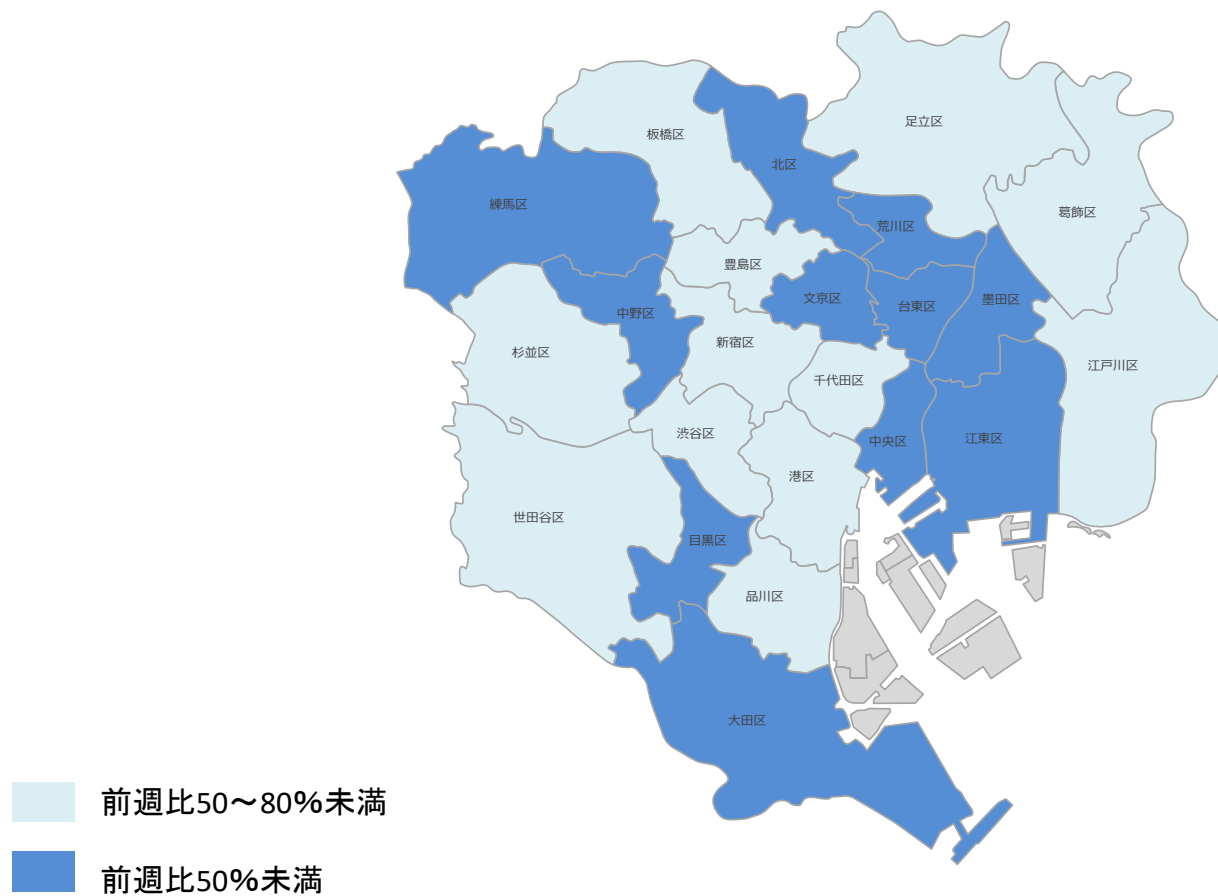 足立区
板橋区
北区
練馬区
葛飾区
荒川区
豊島区
文京区
台東区
墨田区
中野区
新宿区
杉並区
江戸川区
千代田区
渋谷区
中央区
江東区
港区
世田谷区
目黒区
品川区
大田区
前週比50～80%未満
前週比50%未満